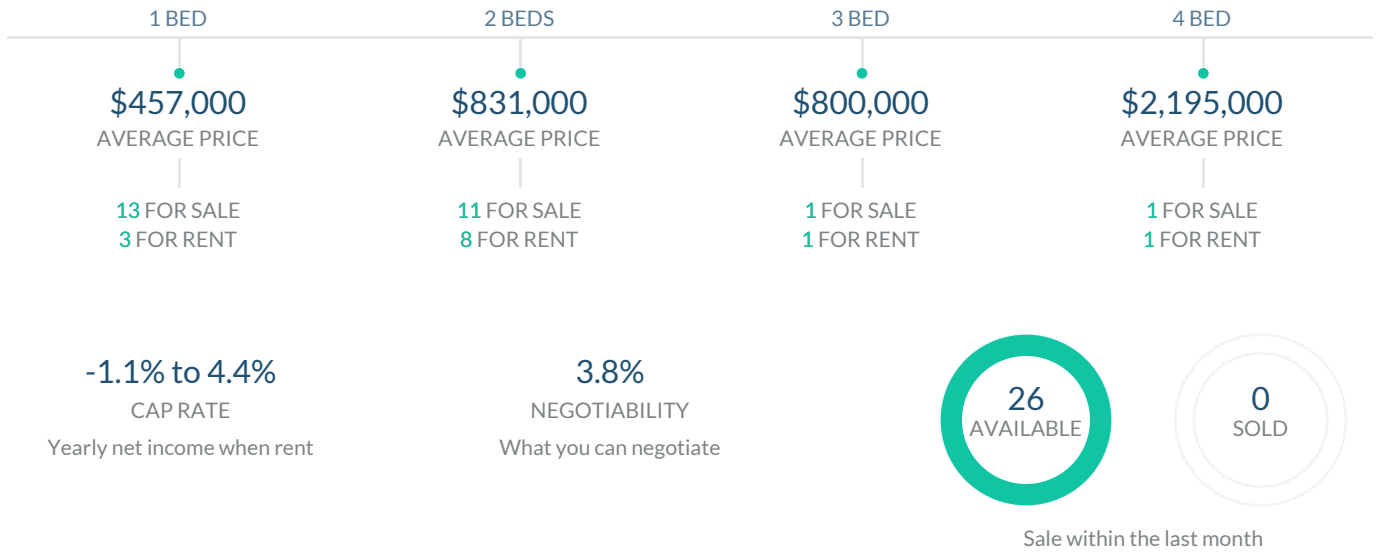 1 BED
2 BEDS
3 BED
4 BED
$457,000
$831,000
$800,000
$2,195,000
AVERAGE PRICE
AVERAGE PRICE
AVERAGE PRICE
AVERAGE PRICE
13 FOR SALE
11 FOR SALE
1 FOR SALE
1 FOR SALE
3 FOR RENT
8 FOR RENT
1 FOR RENT
1 FOR RENT
-1.1% to 4.4%
CAP RATE
Yearly net income when rent
3.8%
NEGOTIABILITY
What you can negotiate
26
AVAILABLE
0
SOLD
Sale within the last month